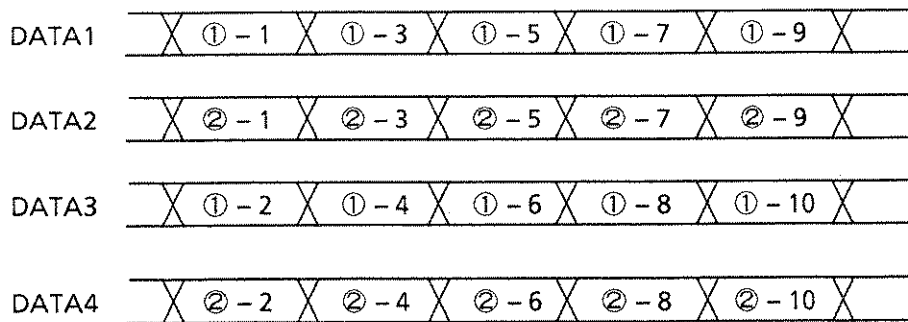 DATA1 ① – 1 ① – 3 ① – 5 ① – 7 ① – 9
DATA2 ② – 1 ② – 3 ② – 5 ② – 7 ② – 9
DATA3 ① – 2 ① – 4 ① – 6 ① – 8 ① – 10
DATA4 ② – 2 ② – 4 ② – 6 ② – 8 ② – 10